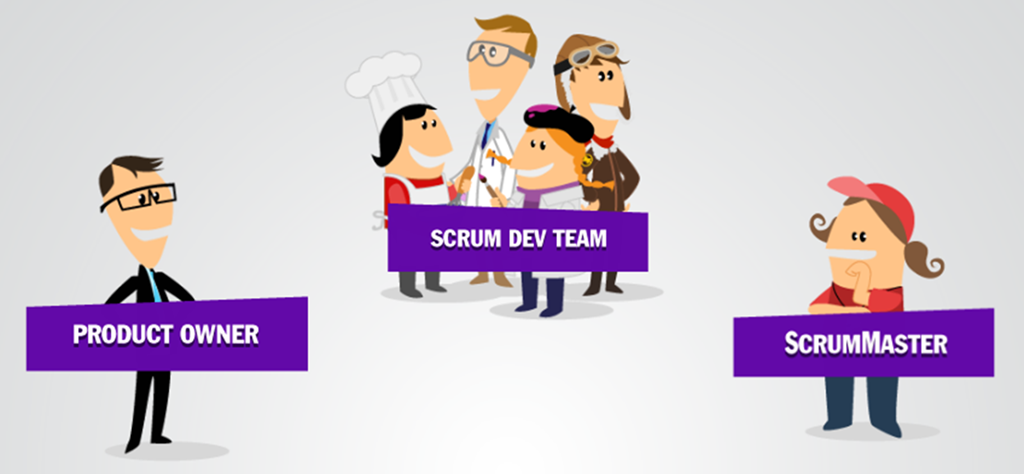 SCRUM DEV TEAM
PRODUCT OWNER
SCRUMMASTER